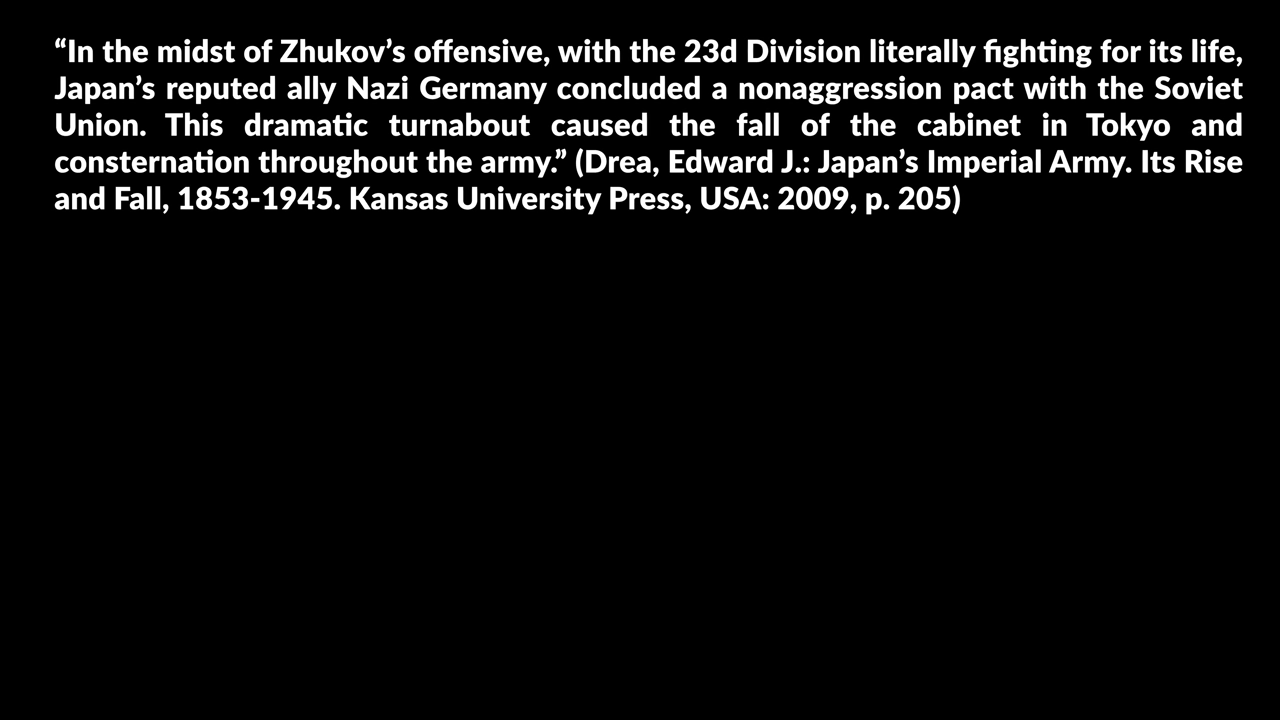 “In the midst of Zhukov’s offensive, with the 23d Division literally fighting for its life,
Japan’s reputed ally Nazi Germany concluded a nonaggression pact with the Soviet
Union. This dramatic turnabout caused the fall of the cabinet in Tokyo and
consternation throughout the army.” (Drea, Edward J.: Japan’s Imperial Army. Its Rise
and Fall, 1853-1945. Kansas University Press, USA: 2009, p. 205)